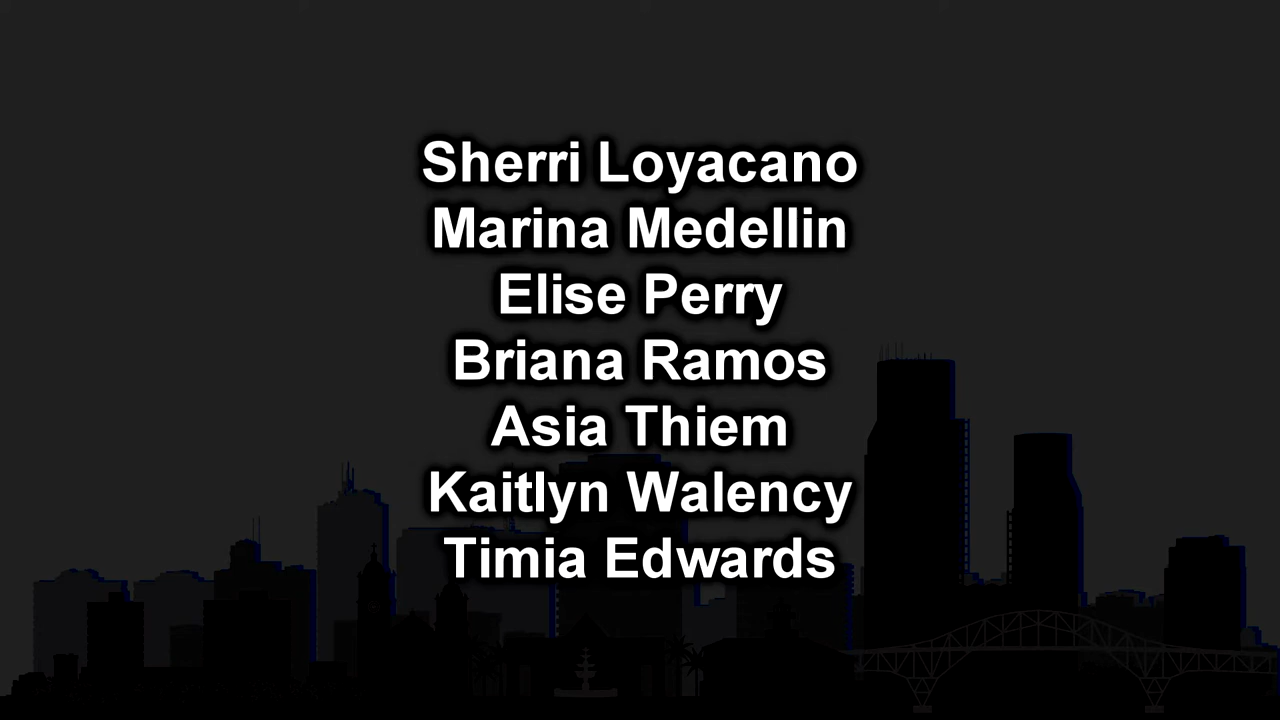 Sherri Loyacano
Marina Medellin
Elise Perry
Briana Ramos
Asia Thiem
Kaitlyn Walency
Timia Edwards